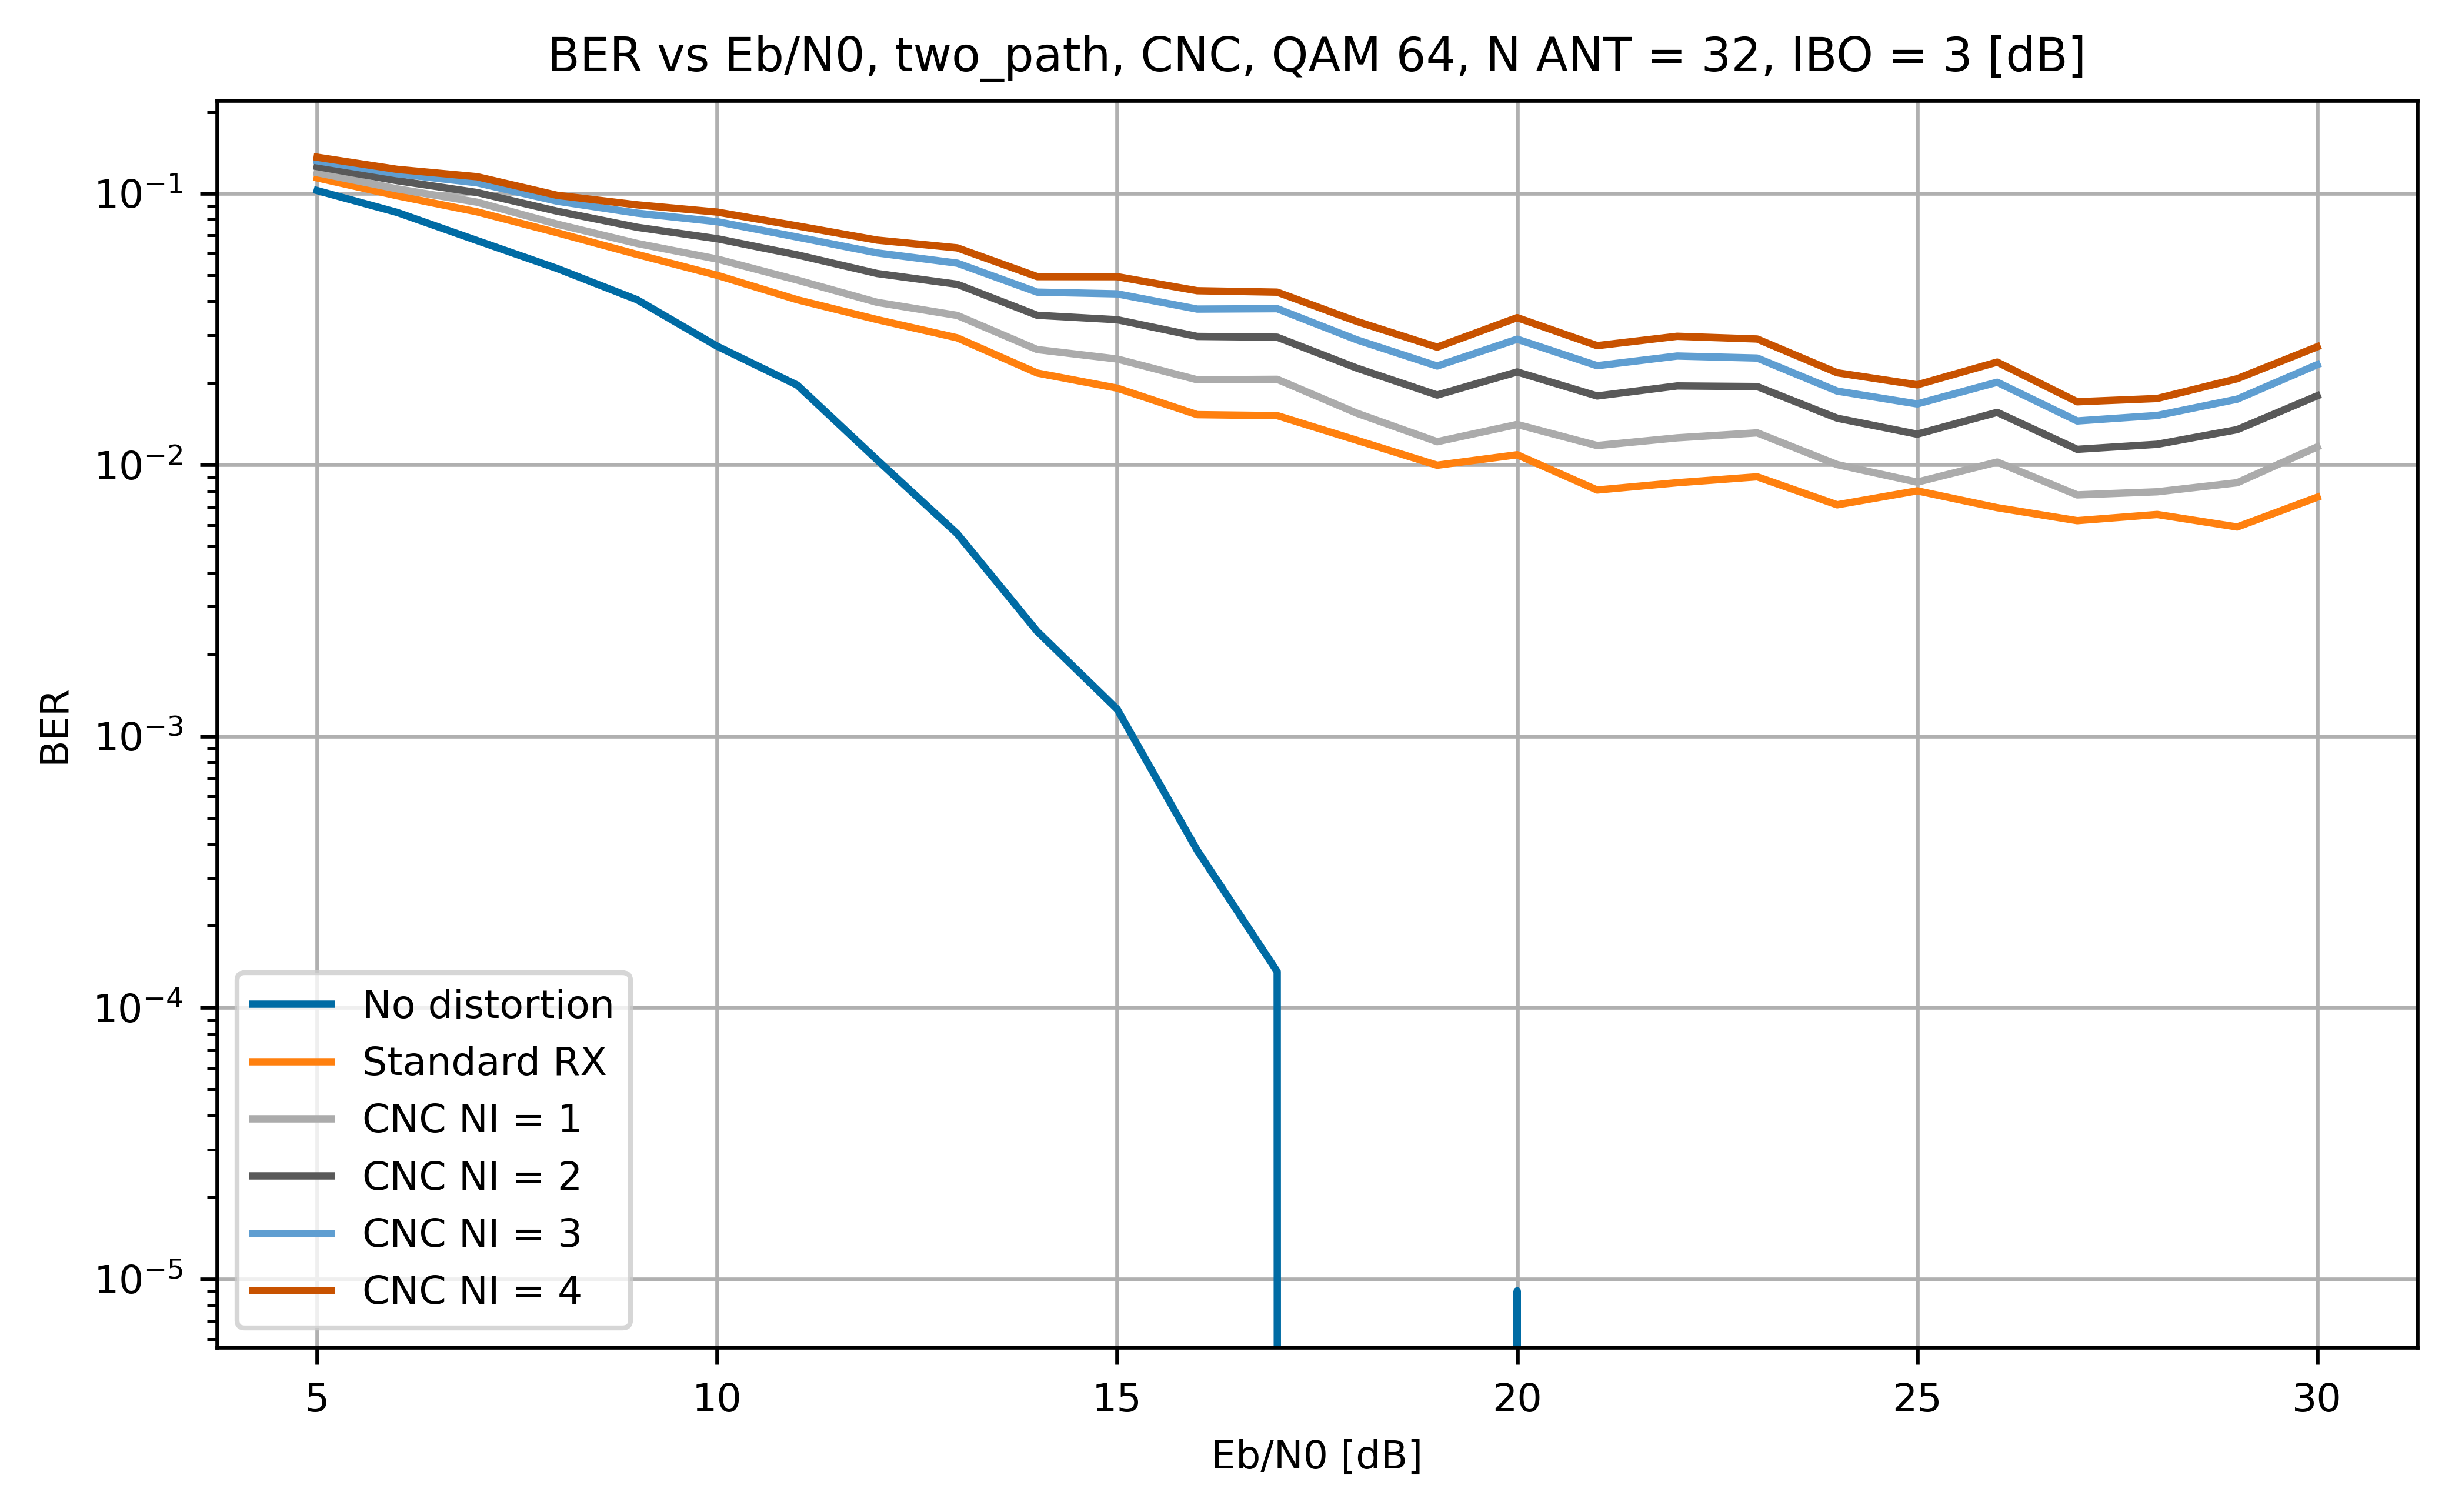 BER vs Eb/N0, two_path, CNC, QAM 64, N ANT = 32, IBO = 3 [dB]
BER
10⁻¹
10⁻²
10⁻³
10⁻⁴
10⁻⁵
No distortion
Standard RX
CNC NI = 1
CNC NI = 2
CNC NI = 3
CNC NI = 4
5 10 15 20 25 30
Eb/N0 [dB]